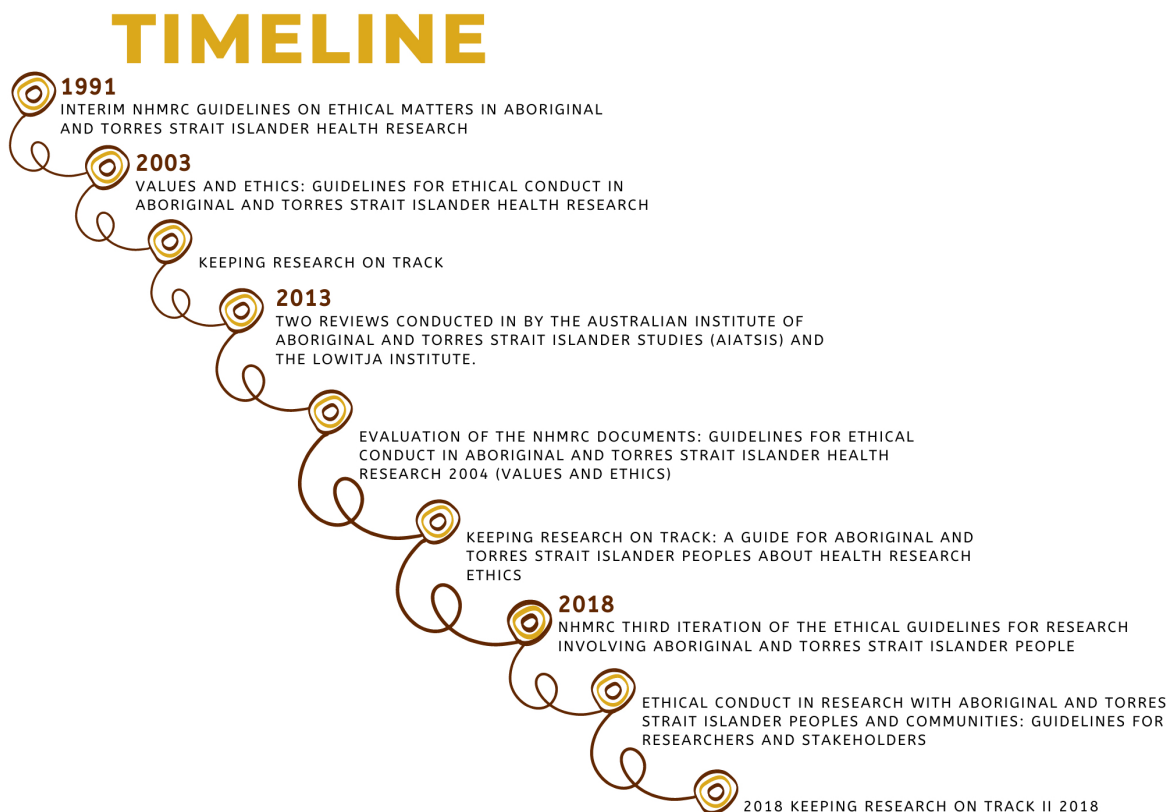 TIMELINE
1991
INTERIM NHMRC GUIDELINES ON ETHICAL MATTERS IN ABORIGINAL
AND TORRES STRAIT ISLANDER HEALTH RESEARCH
2003
VALUES AND ETHICS: GUIDELINES FOR ETHICAL CONDUCT IN
ABORIGINAL AND TORRES STRAIT ISLANDER HEALTH RESEARCH
KEEPING RESEARCH ON TRACK
2013
TWO REVIEWS CONDUCTED IN BY THE AUSTRALIAN INSTITUTE OF
ABORIGINAL AND TORRES STRAIT ISLANDER STUDIES (AIATSIS) AND
THE LOWITJA INSTITUTE.
EVALUATION OF THE NHMRC DOCUMENTS: GUIDELINES FOR ETHICAL
CONDUCT IN ABORIGINAL AND TORRES STRAIT ISLANDER HEALTH
RESEARCH 2004 (VALUES AND ETHICS)
KEEPING RESEARCH ON TRACK: A GUIDE FOR ABORIGINAL AND
TORRES STRAIT ISLANDER PEOPLES ABOUT HEALTH RESEARCH
ETHICS
2018
NHMRC THIRD ITERATION OF THE ETHICAL GUIDELINES FOR RESEARCH
INVOLVING ABORIGINAL AND TORRES STRAIT ISLANDER PEOPLE
ETHICAL CONDUCT IN RESEARCH WITH ABORIGINAL AND TORRES
STRAIT ISLANDER PEOPLES AND COMMUNITIES: GUIDELINES FOR
RESEARCHERS AND STAKEHOLDERS
2018 KEEPING RESEARCH ON TRACK II 2018